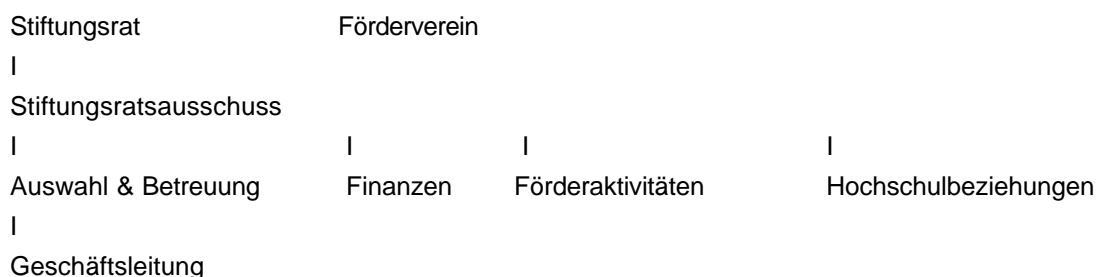 Stiftungsrat Förderverein
I
Stiftungsratsausschuss
I I I I
Auswahl & Betreuung Finanzen Förderaktivitäten Hochschulbeziehungen
I
Geschäftsleitung